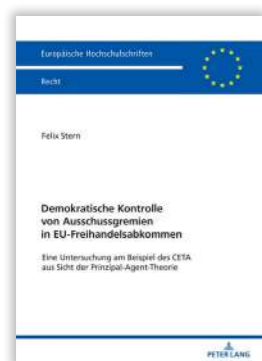 Europäische Hochschulschriften
Recht
Felix Stern
Demokratische Kontrolle
von Ausschussgremien
in EU-Freihandelsabkommen
Eine Untersuchung am Beispiel des CETA
aus Sicht der Prinzipal-Agent-Theorie
PETER LANG